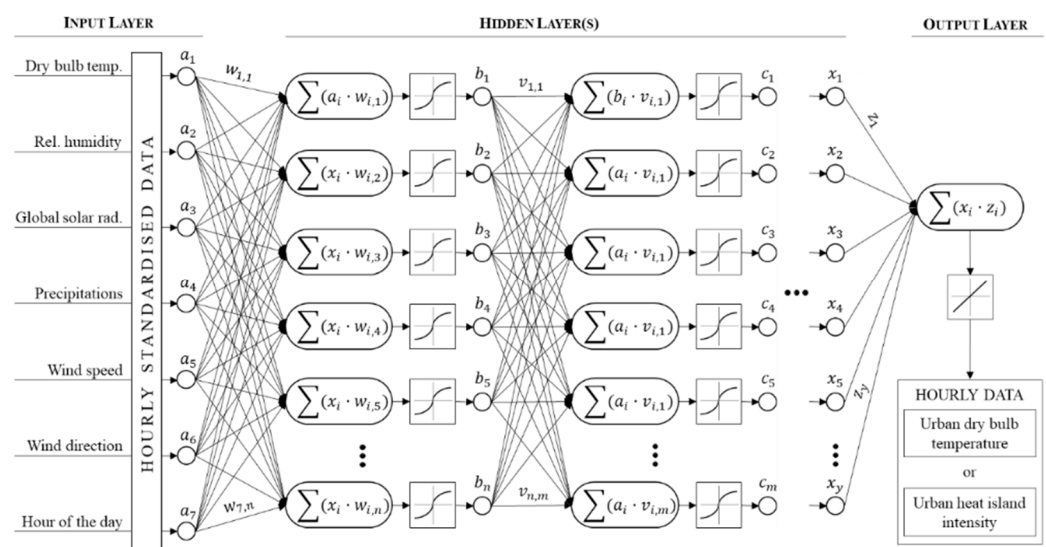 INPUT LAYER
HIDDEN LAYER(S)
OUTPUT LAYER
Dry bulb temp.
Rel. humidity
Global solar rad.
Precipitations
Wind speed
Wind direction
Hour of the day
HOURLY STANDARDISED DATA
a₁
a₂
a₃
a₄
a₅
a₆
a₇
w₁,₁
w₇,ₙ
∑(aᵢ · wᵢ,₁)
∑(xᵢ · wᵢ,₂)
∑(xᵢ · wᵢ,₃)
∑(xᵢ · wᵢ,₄)
∑(xᵢ · wᵢ,₅)
∑(xᵢ · wᵢ,ₙ)
b₁
b₂
b₃
b₄
b₅
bₙ
v₁,₁
vₙ,ₘ
∑(bᵢ · vᵢ,₁)
∑(aᵢ · vᵢ,₁)
∑(aᵢ · vᵢ,₁)
∑(aᵢ · vᵢ,₁)
∑(aᵢ · vᵢ,₁)
∑(aᵢ · vᵢ,ₘ)
c₁
c₂
c₃
c₄
c₅
cₘ
x₁
x₂
x₃
x₄
x₅
x_y
z₁
z_y
∑(xᵢ · zᵢ)
HOURLY DATA
Urban dry bulb
temperature
or
Urban heat island
intensity